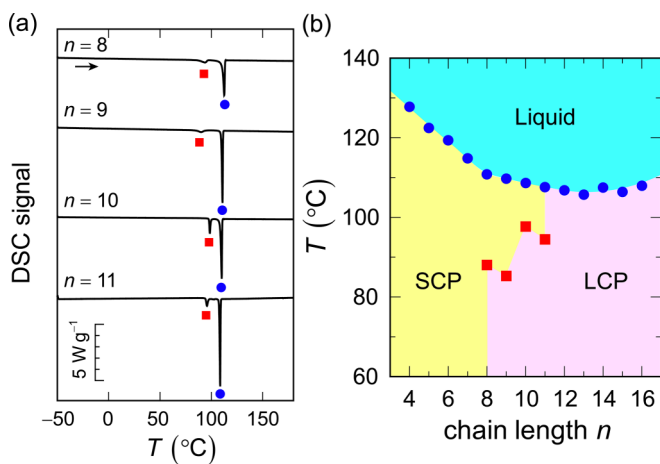 (a)
n = 8
n = 9
n = 10
n = 11
DSC signal
5 W g⁻¹
−50 0 50 100 150
T (°C)
(b)
140
120
100
80
60
T (°C)
Liquid
SCP
LCP
4 6 8 10 12 14 16
chain length n